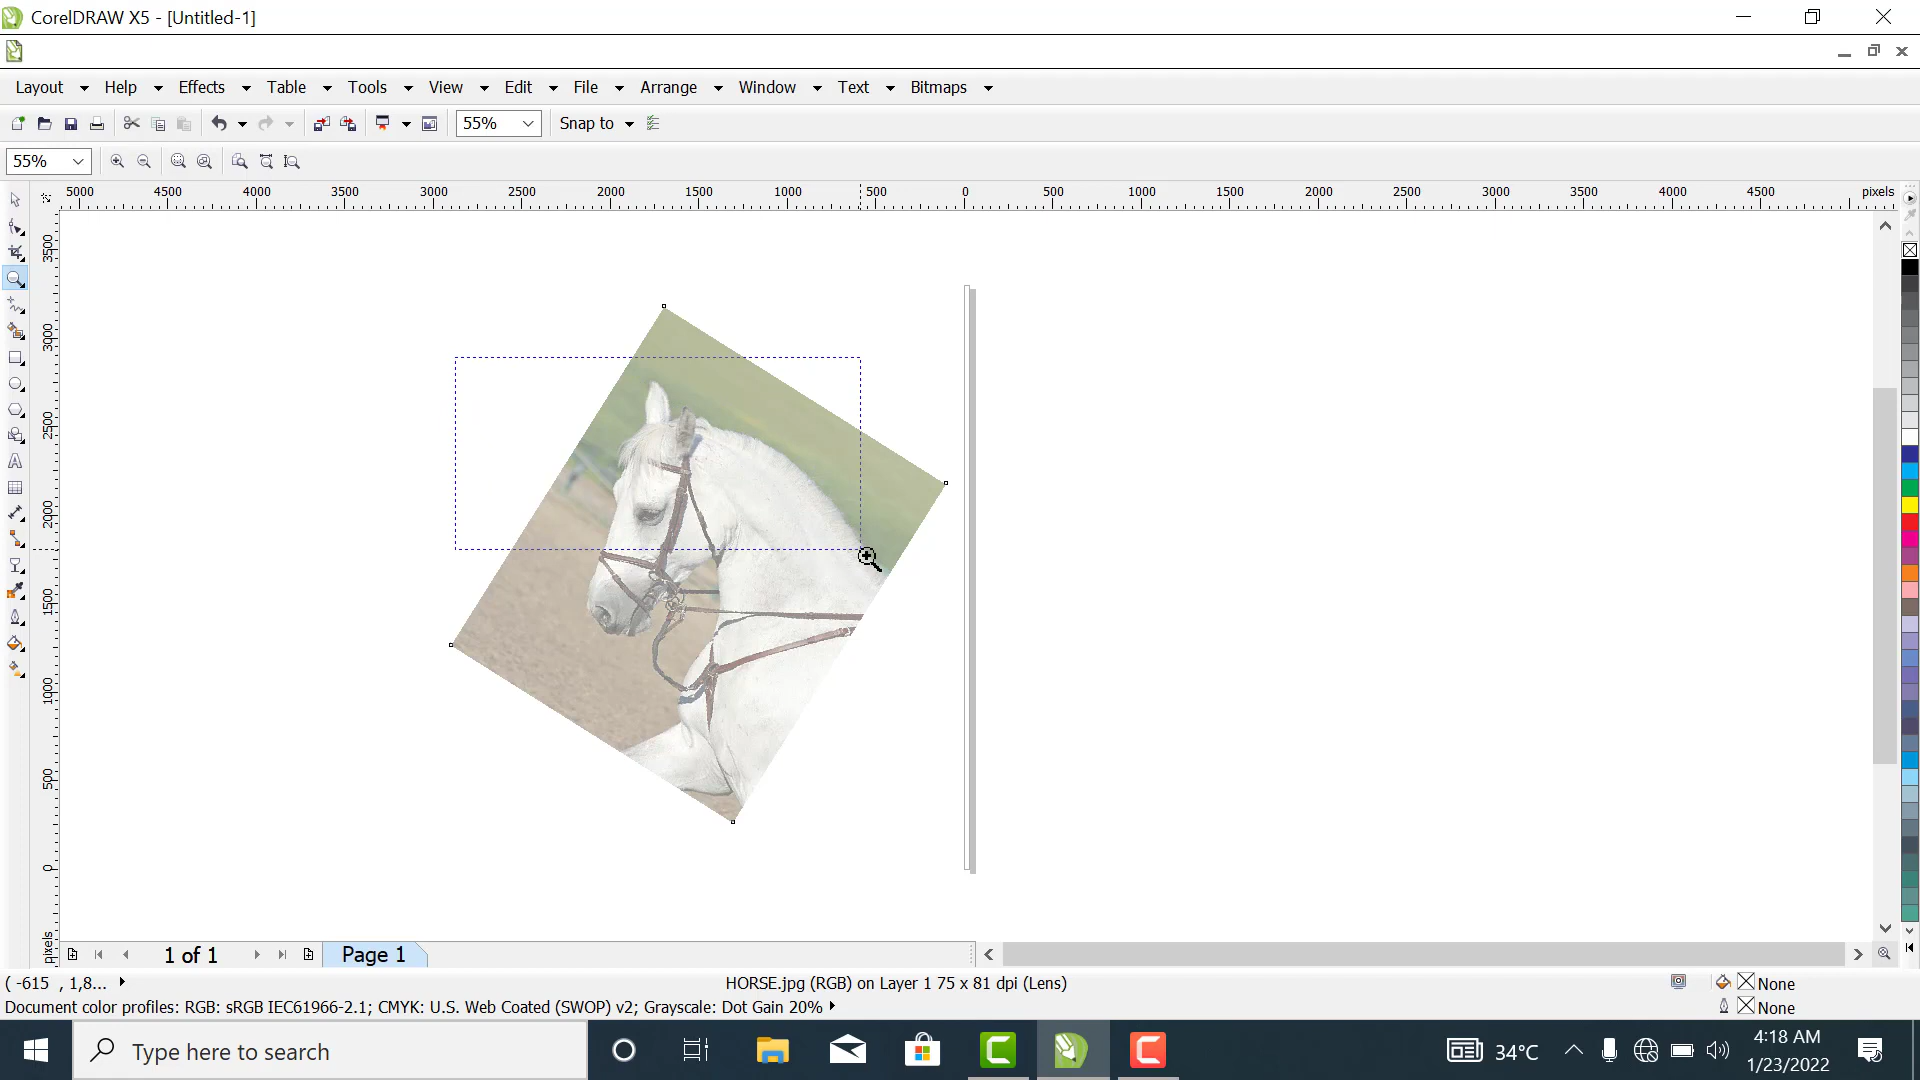 CorelDRAW X5 - [Untitled-1]
Layout Help Effects Table Tools View Edit File Arrange Window Text Bitmaps
55% Snap to
55%
5000 4500 4000 3500 3000 2500 2000 1500 1000 500 0 500 1000 1500 2000 2500 3000 3500 4000 4500 pixels
3500
3000
2500
2000
1500
1000
500
0
pixels
1 of 1 Page 1
( -615 , 1,8... HORSE.jpg (RGB) on Layer 1 75 x 81 dpi (Lens) None
Document color profiles: RGB: sRGB IEC61966-2.1; CMYK: U.S. Web Coated (SWOP) v2; Grayscale: Dot Gain 20% None
Type here to search 34°C 4:18 AM
1/23/2022